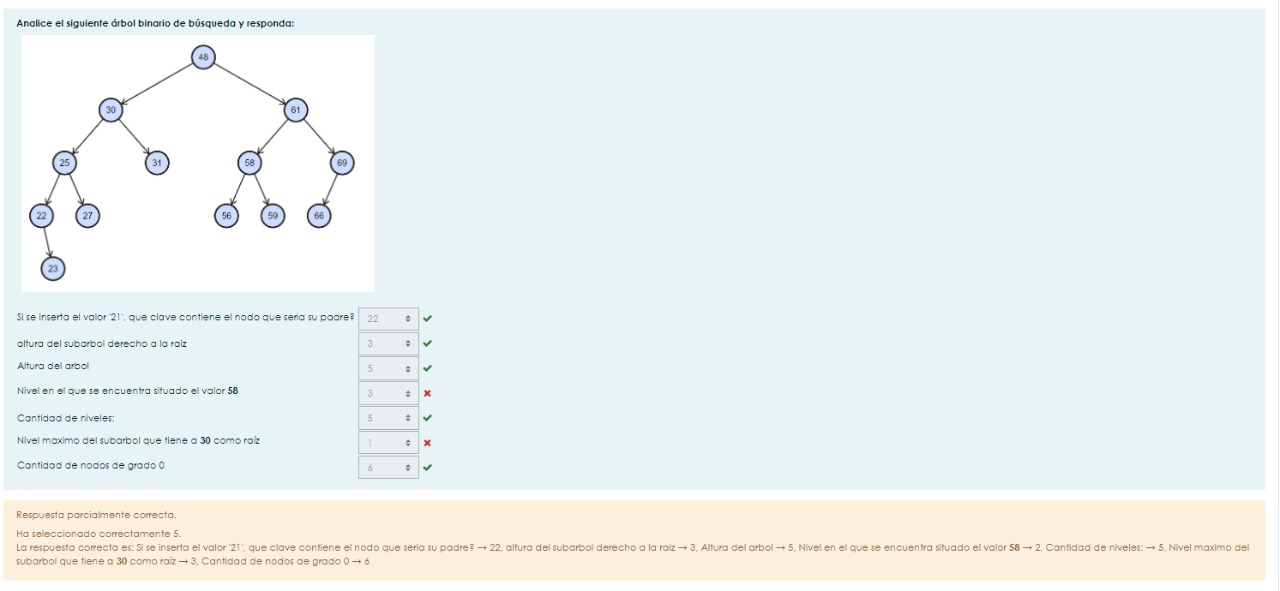 Analice el siguiente árbol binario de búsqueda y responda:
48
30 61
25 31 58 69
22 27 56 59 66
23
Si se inserta el valor '21', que clave contiene el nodo que seria su padre? 22
altura del subarbol derecho a la raiz 3
Altura del arbol 5
Nivel en el que se encuentra situado el valor 58 3
Cantidad de niveles: 5
Nivel maximo del subarbol que tiene a 30 como raíz 1
Cantidad de nodos de grado 0 6
Respuesta parcialmente correcta.
Ha seleccionado correctamente 5.
La respuesta correcta es: Si se inserta el valor '21', que clave contiene el nodo que seria su padre? → 22, altura del subarbol derecho a la raiz → 3, Altura del arbol → 5, Nivel en el que se encuentra situado el valor 58 → 2, Cantidad de niveles: → 5, Nivel maximo del
subarbol que tiene a 30 como raíz → 3, Cantidad de nodos de grado 0 → 6